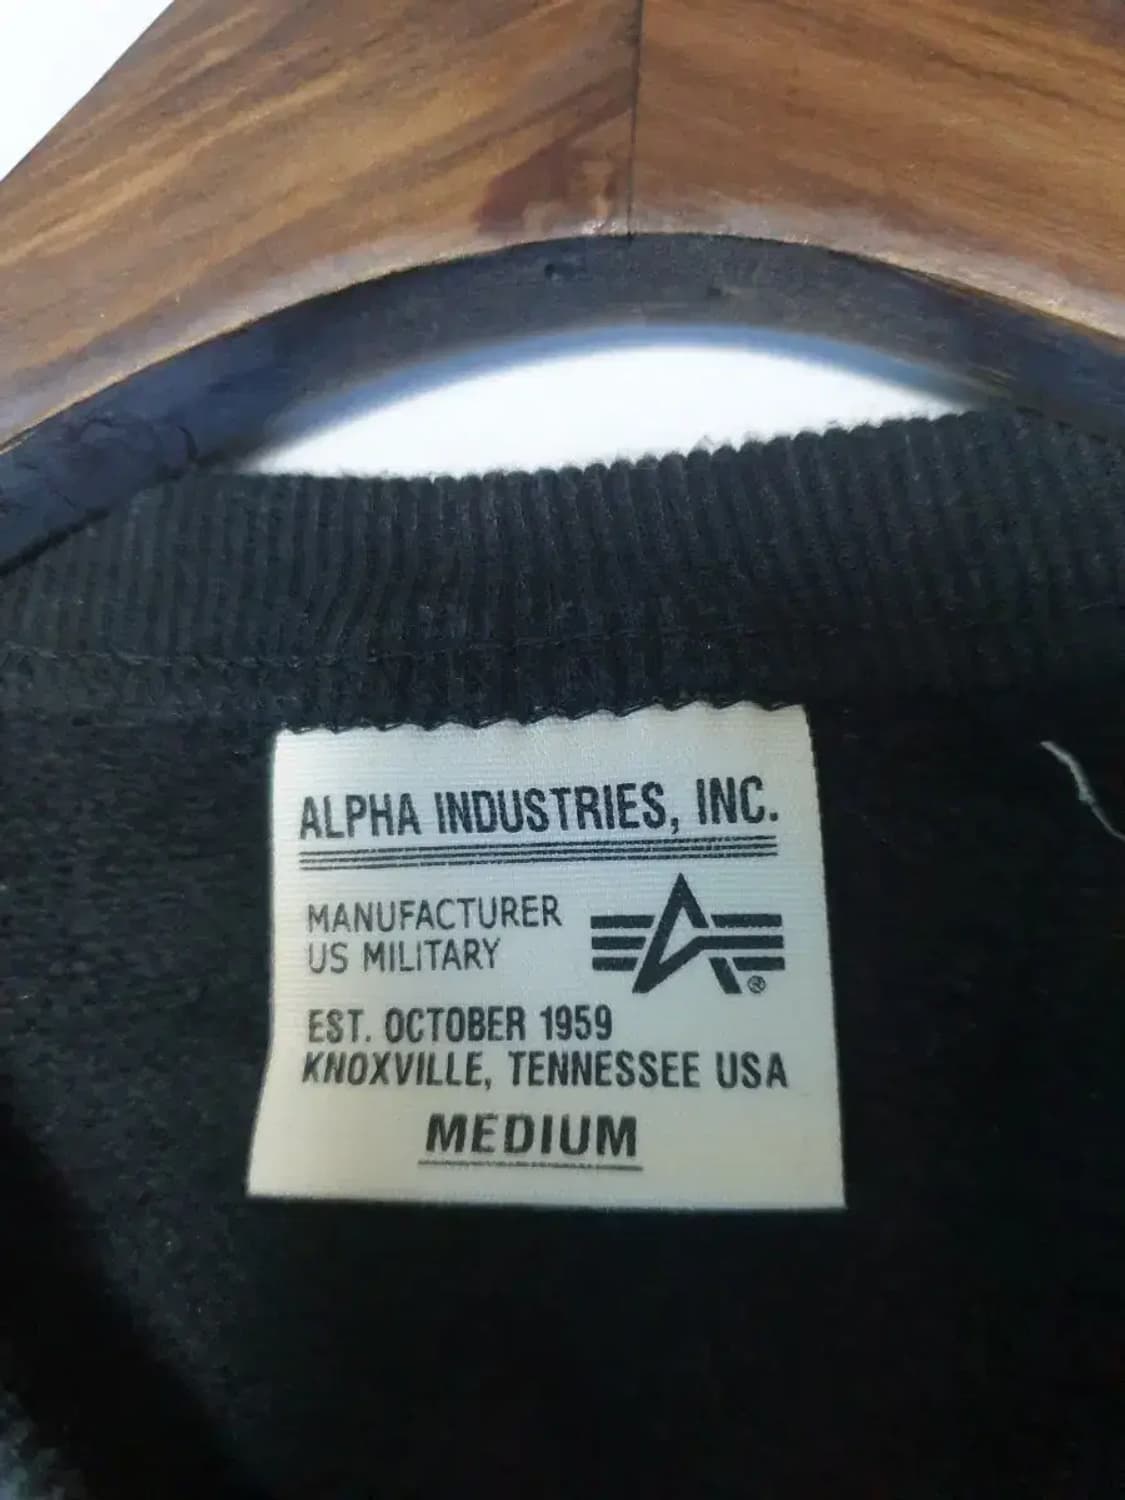 ALPHA INDUSTRIES, INC.
MANUFACTURER
US MILITARY
®
EST. OCTOBER 1959
KNOXVILLE, TENNESSEE USA
MEDIUM